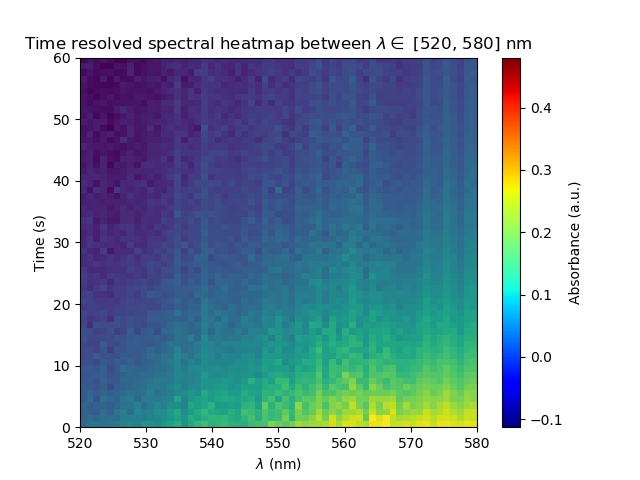 Time resolved spectral heatmap between λ ∈ [520, 580] nm
60
50
40
30
20
10
0
Time (s)
520 530 540 550 560 570 580
λ (nm)
0.4
0.3
0.2
0.1
0.0
−0.1
Absorbance (a.u.)